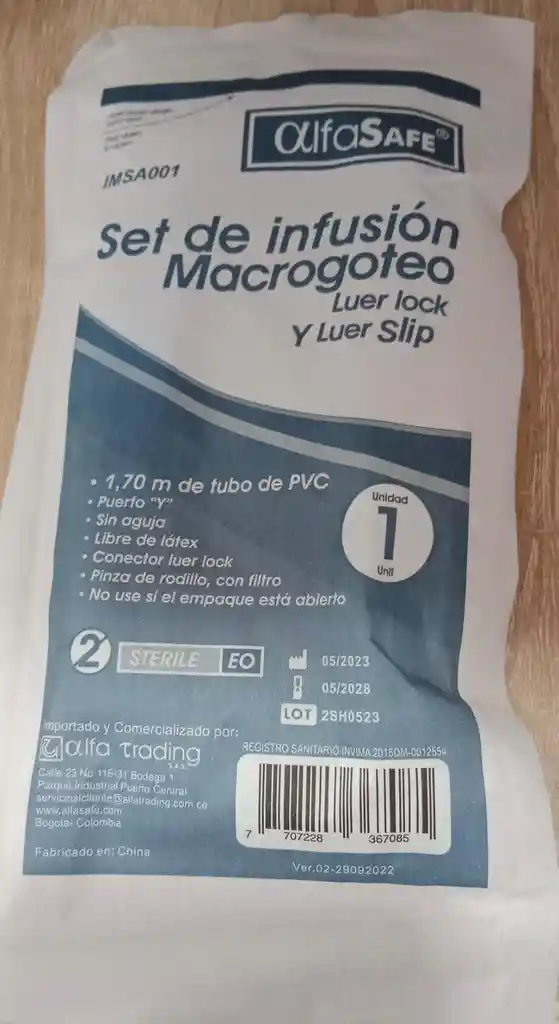 αlfaSAFE®
IMSA001
Set de infusión
Macrogoteo
Luer lock
Y Luer Slip
• 1,70 m de tubo de PVC
• Puerto "Y"
• Sin aguja
• Libre de látex
• Conector luer lock
• Pinza de rodillo, con filtro
• No use si el empaque está abierto
Unidad
1
Unit
2
STERILE EO
05/2023
05/2028
LOT 2SH0523
Importado y Comercializado por:
αlfa trading
S.A.S
Calle 23 No 116-31 Bodega 1
Parque Industrial Puerto Central
servicioalcliente@alfatrading.com.co
www.alfasafe.com
Bogotá- Colombia
Fabricado en: China
REGISTRO SANITARIO INVIMA 2018DM-0012554
7 707228 367085
Ver.02-29092022